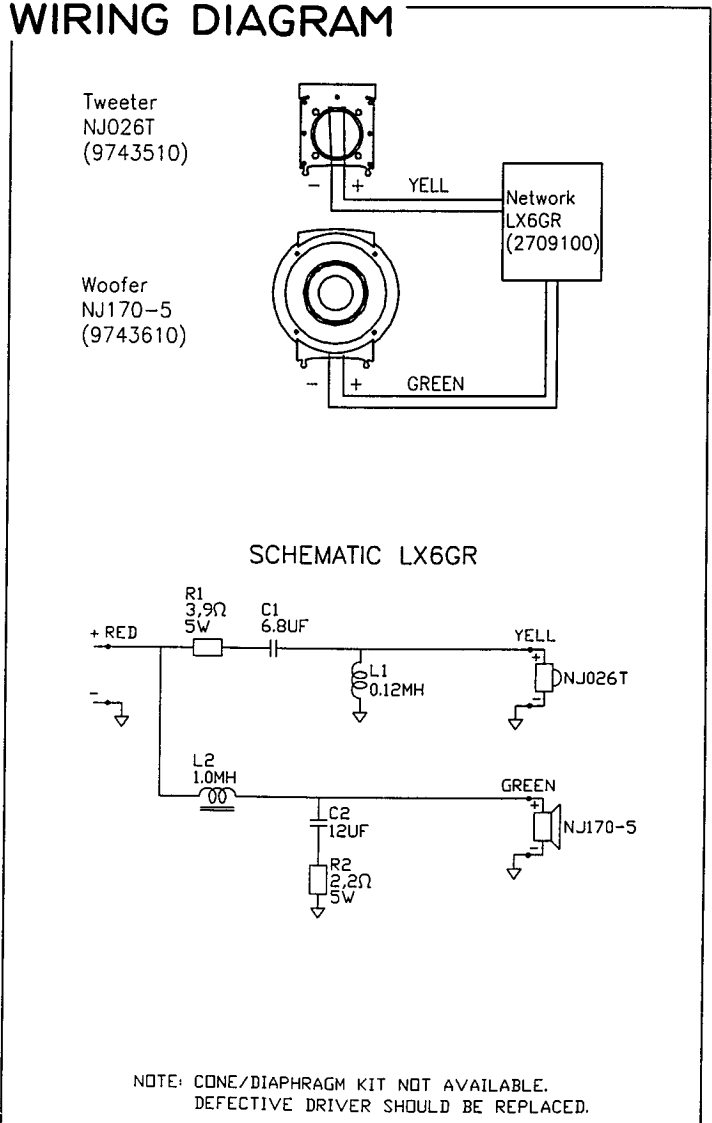 WIRING DIAGRAM
Tweeter
NJ026T
(9743510)
- +
YELL
Network
LX6GR
(2709100)
Woofer
NJ170-5
(9743610)
- +
GREEN
SCHEMATIC LX6GR
R1
3,9Ω
5W
C1
6.8UF
+ RED
-
YELL
+
L1
0.12MH
NJ026T
-
L2
1.0MH
GREEN
+
C2
12UF
NJ170-5
-
R2
2,2Ω
5W
NOTE: CONE/DIAPHRAGM KIT NOT AVAILABLE.
DEFECTIVE DRIVER SHOULD BE REPLACED.